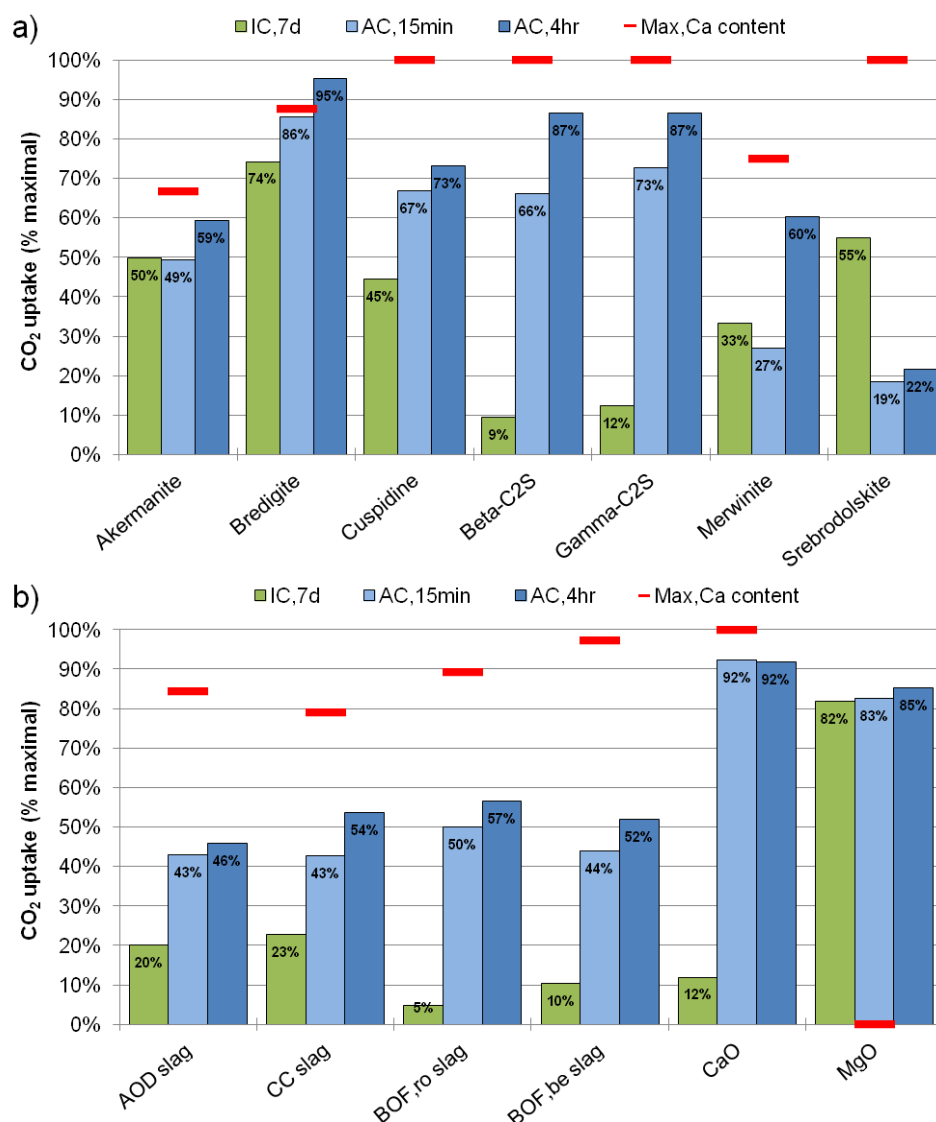 a)
IC,7d AC,15min AC,4hr Max,Ca content
CO₂ uptake (% maximal)
100%
90%
80%
70%
60%
50%
40%
30%
20%
10%
0%
50% 49% 59%
74% 86% 95%
45% 67% 73%
9% 66% 87%
12% 73% 87%
33% 27% 60%
55% 19% 22%
Akermanite Bredigite Cuspidine Beta-C2S Gamma-C2S Merwinite Srebrodolskite
b)
IC,7d AC,15min AC,4hr Max,Ca content
CO₂ uptake (% maximal)
100%
90%
80%
70%
60%
50%
40%
30%
20%
10%
0%
20% 43% 46%
23% 43% 54%
5% 50% 57%
10% 44% 52%
12% 92% 92%
82% 83% 85%
AOD slag CC slag BOF,ro slag BOF,be slag CaO MgO